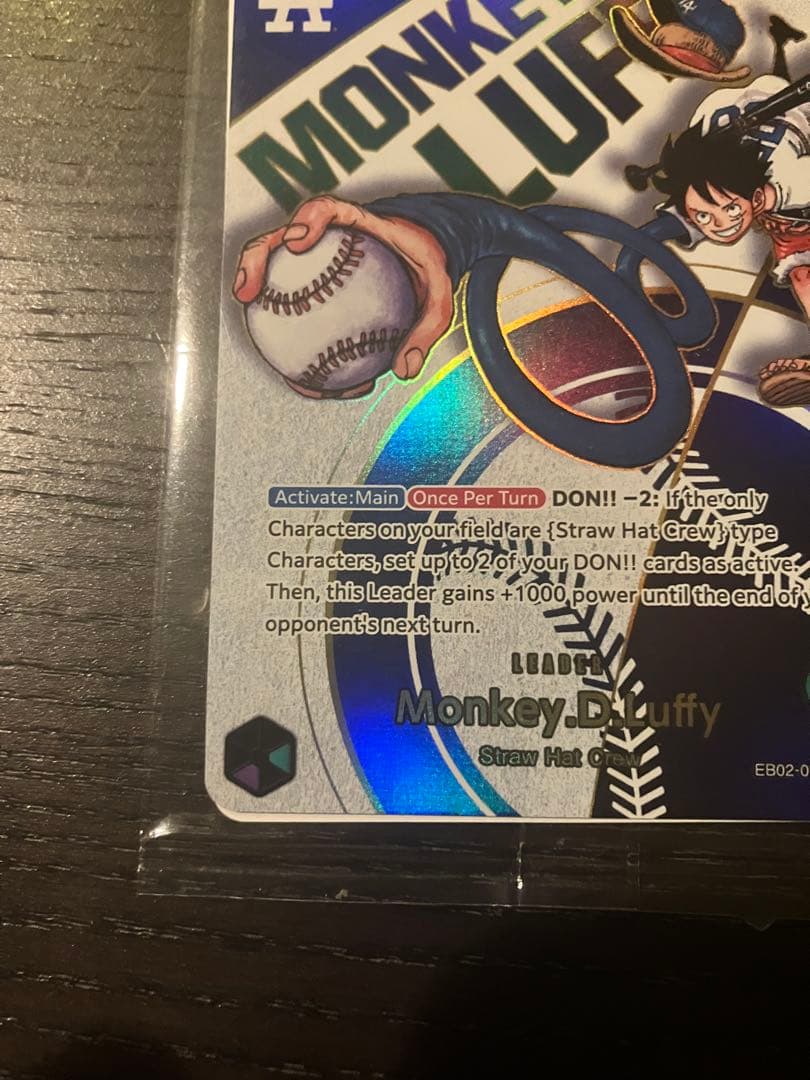 LA
MONKE
LUF
LA
Activate:Main Once Per Turn DON!! −2: If the only
Characters on your field are {Straw Hat Crew} type
Characters, set up to 2 of your DON!! cards as active.
Then, this Leader gains +1000 power until the end of
opponent's next turn.
LEADER
Monkey.D.Luffy
Straw Hat Crew
EB02-0